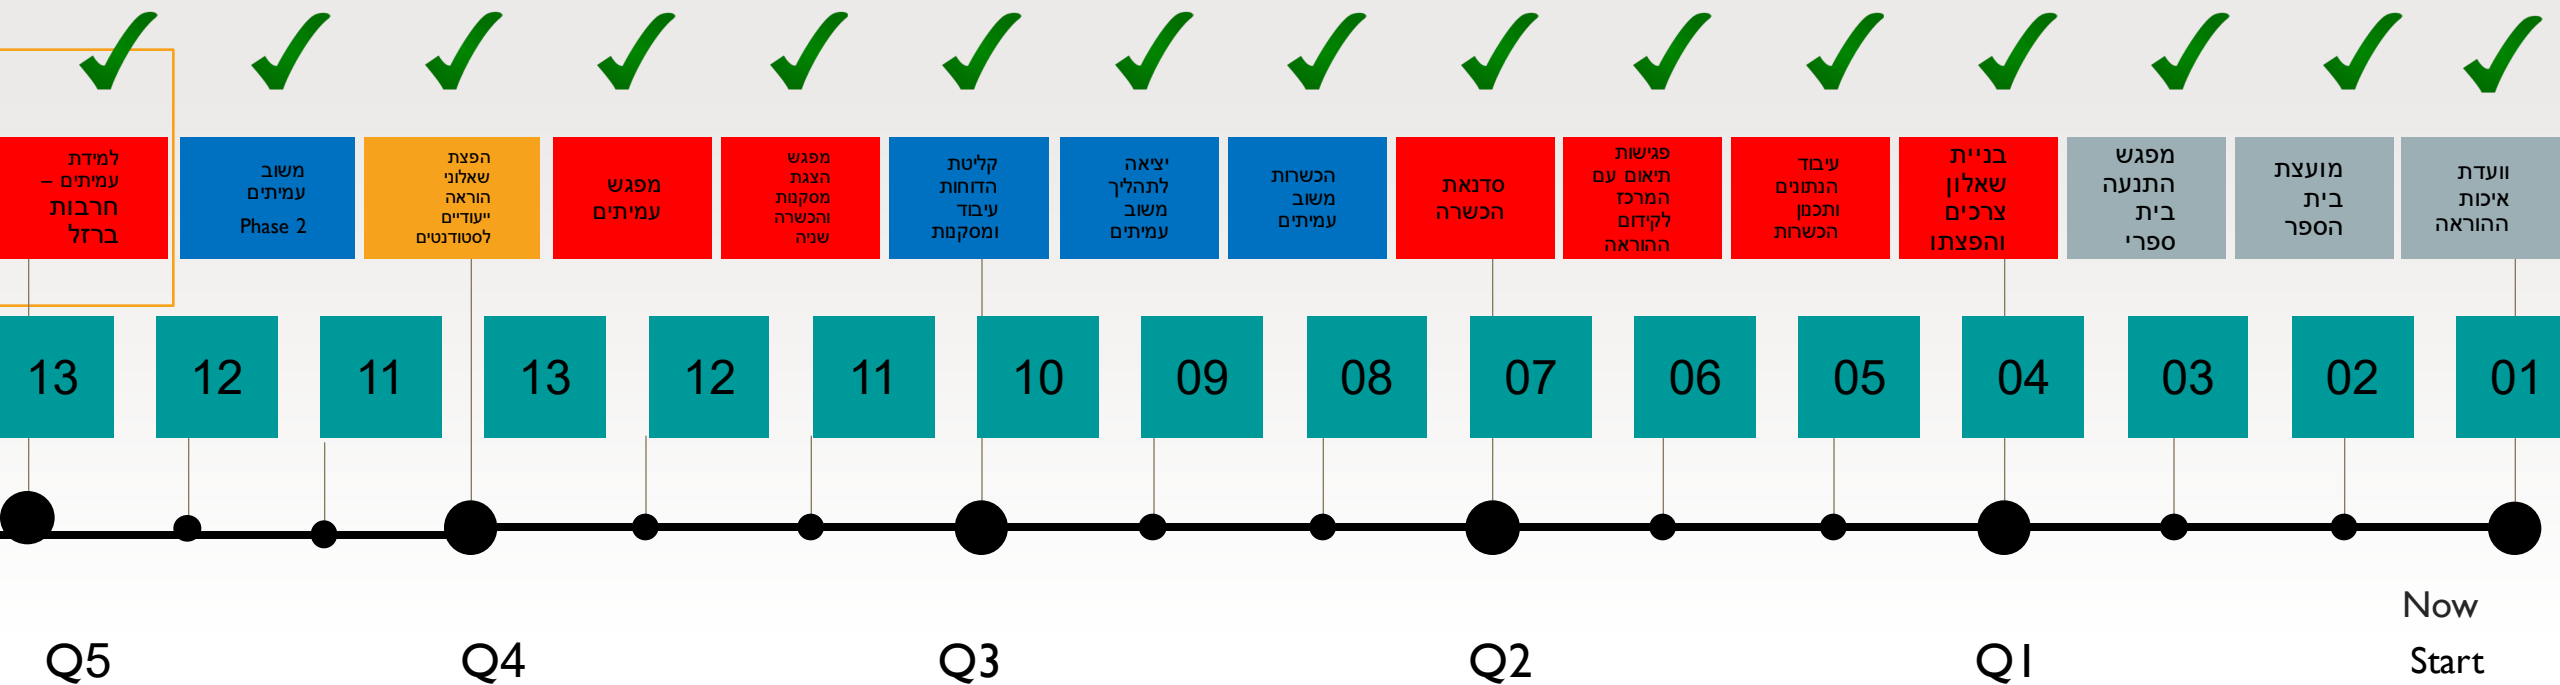 וועדת
איכות
ההוראה
מועצת
בית
הספר
מפגש
התנעה
בית
ספרי
בניית
שאלון
צרכים
והפצתו
עיבוד
הנתונים
ותכנון
הכשרות
פגישות
תיאום עם
המרכז
לקידום
ההוראה
סדנאת
הכשרה
הכשרות
משוב
עמיתים
יציאה
לתהליך
משוב
עמיתים
קליטת
הדוחות
עיבוד
ומסקנות
מפגש
הצגת
מסקנות
והכשרה
שניה
מפגש
עמיתים
הפצת
שאלוני
הוראה
ייעודיים
לסטודנטים
משוב
עמיתים
Phase 2
למידת
עמיתים –
חרבות
ברזל
01
02
03
04
05
06
07
08
09
10
11
12
13
11
12
13
Now
Start
Q1
Q2
Q3
Q4
Q5